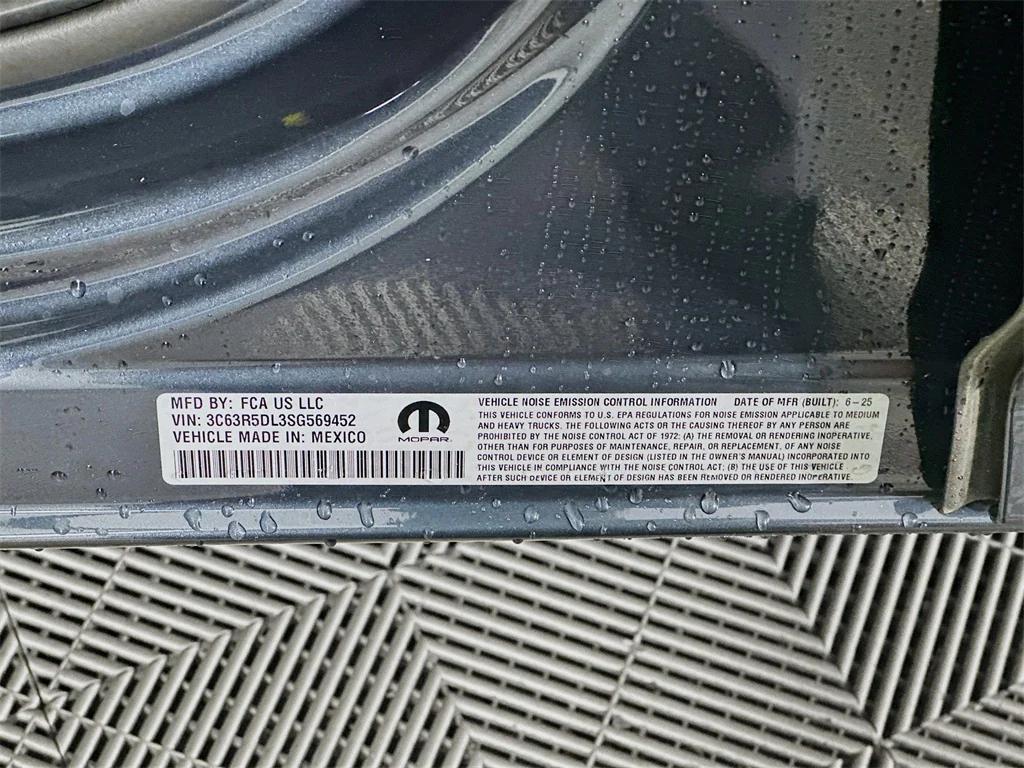 MFD BY: FCA US LLC
VIN: 3C63R5DL3SG569452
VEHICLE MADE IN: MEXICO
MOPAR
VEHICLE NOISE EMISSION CONTROL INFORMATION DATE OF MFR (BUILT): 6-25
THIS VEHICLE CONFORMS TO U.S. EPA REGULATIONS FOR NOISE EMISSION APPLICABLE TO MEDIUM
AND HEAVY TRUCKS. THE FOLLOWING ACTS OR THE CAUSING THEREOF BY ANY PERSON ARE
PROHIBITED BY THE NOISE CONTROL ACT OF 1972: (A) THE REMOVAL OR RENDERING INOPERATIVE,
OTHER THAN FOR PURPOSES OF MAINTENANCE, REPAIR, OR REPLACEMENT, OF ANY NOISE
CONTROL DEVICE OR ELEMENT OF DESIGN (LISTED IN THE OWNER'S MANUAL) INCORPORATED INTO
THIS VEHICLE IN COMPLIANCE WITH THE NOISE CONTROL ACT; (B) THE USE OF THIS VEHICLE
AFTER SUCH DEVICE OR ELEMENT OF DESIGN HAS BEEN REMOVED OR RENDERED INOPERATIVE.